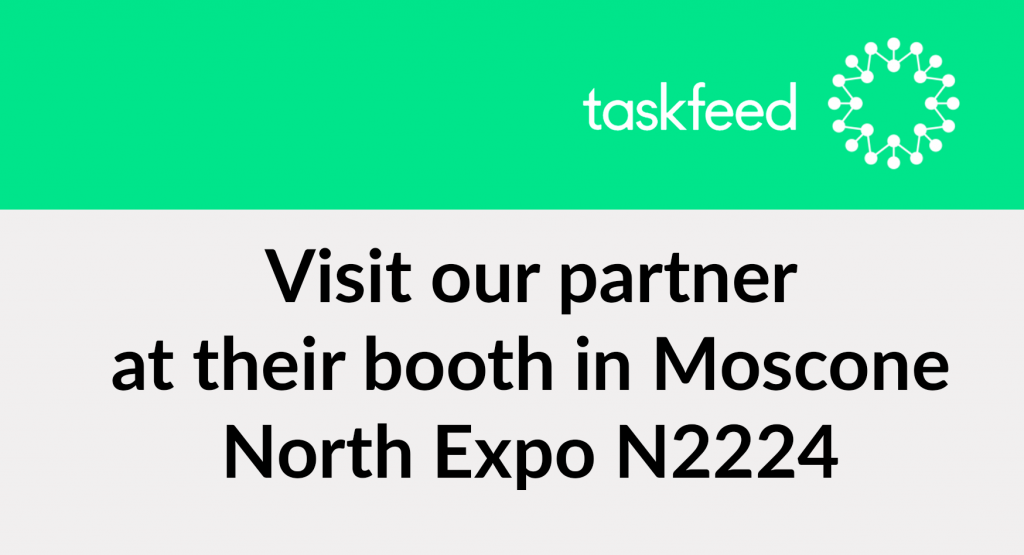 taskfeed
Visit our partner
at their booth in Moscone
North Expo N2224